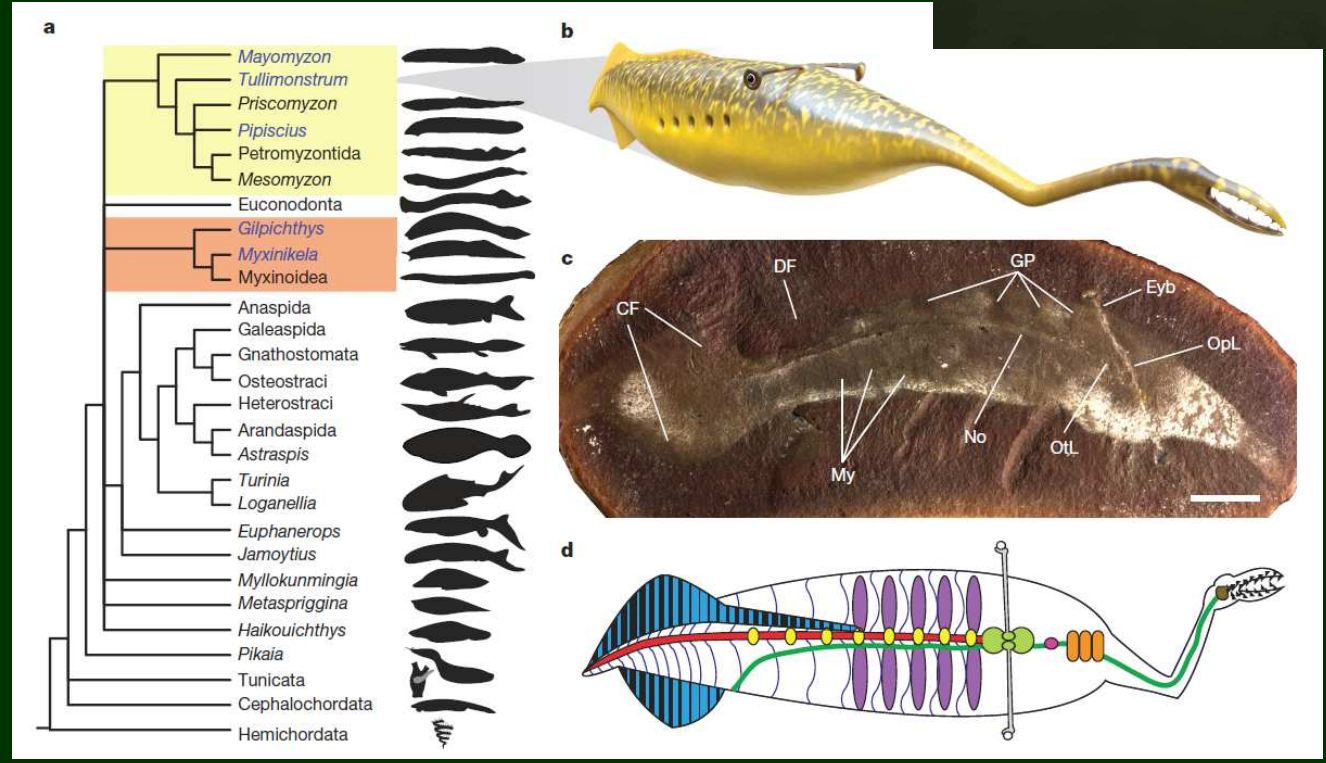 a
Mayomyzon
Tullimonstrum
Priscomyzon
Pipiscius
Petromyzontida
Mesomyzon
Euconodonta
Gilpichthys
Myxinikela
Myxinoidea
Anaspida
Galeaspida
Gnathostomata
Osteostraci
Heterostraci
Arandaspida
Astraspis
Turinia
Loganellia
Euphanerops
Jamoytius
Myllokunmingia
Metaspriggina
Haikouichthys
Pikaia
Tunicata
Cephalochordata
Hemichordata
b
c
DF
GP
Eyb
CF
OpL
No
OtL
My
d